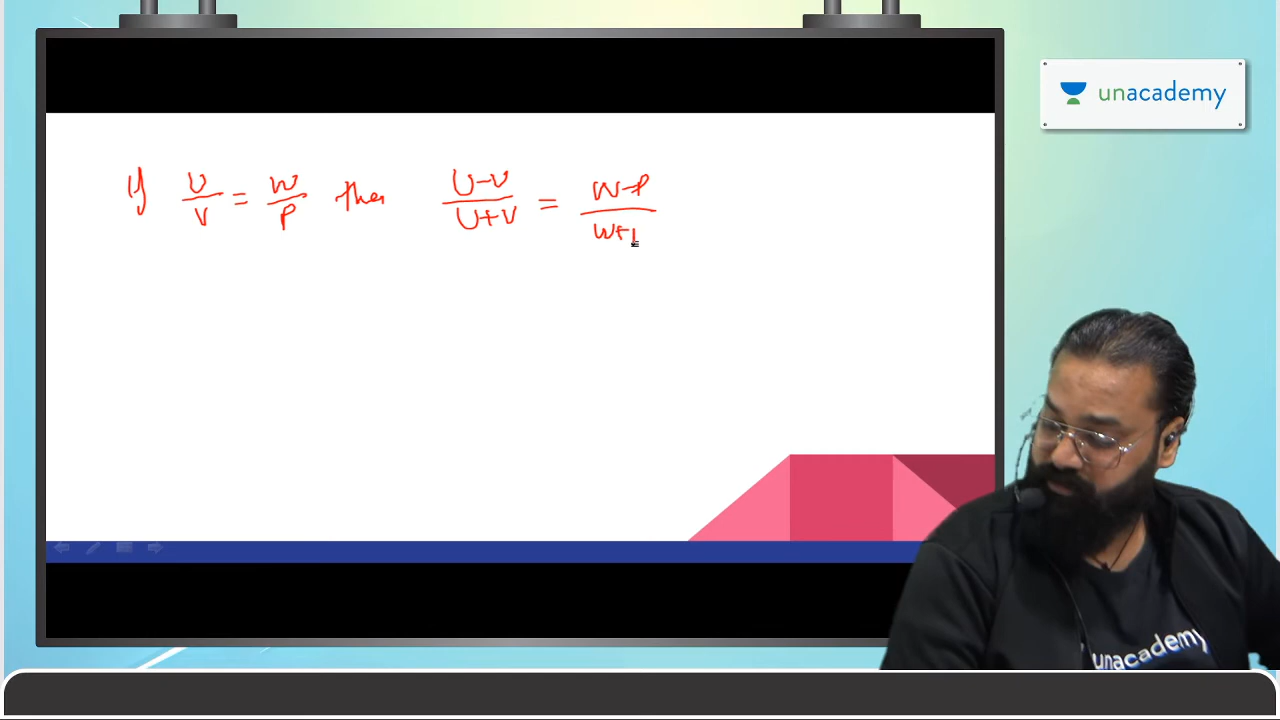 unacademy
If U/V = W/P then U-V/U+V = W-P/W+
unacademy